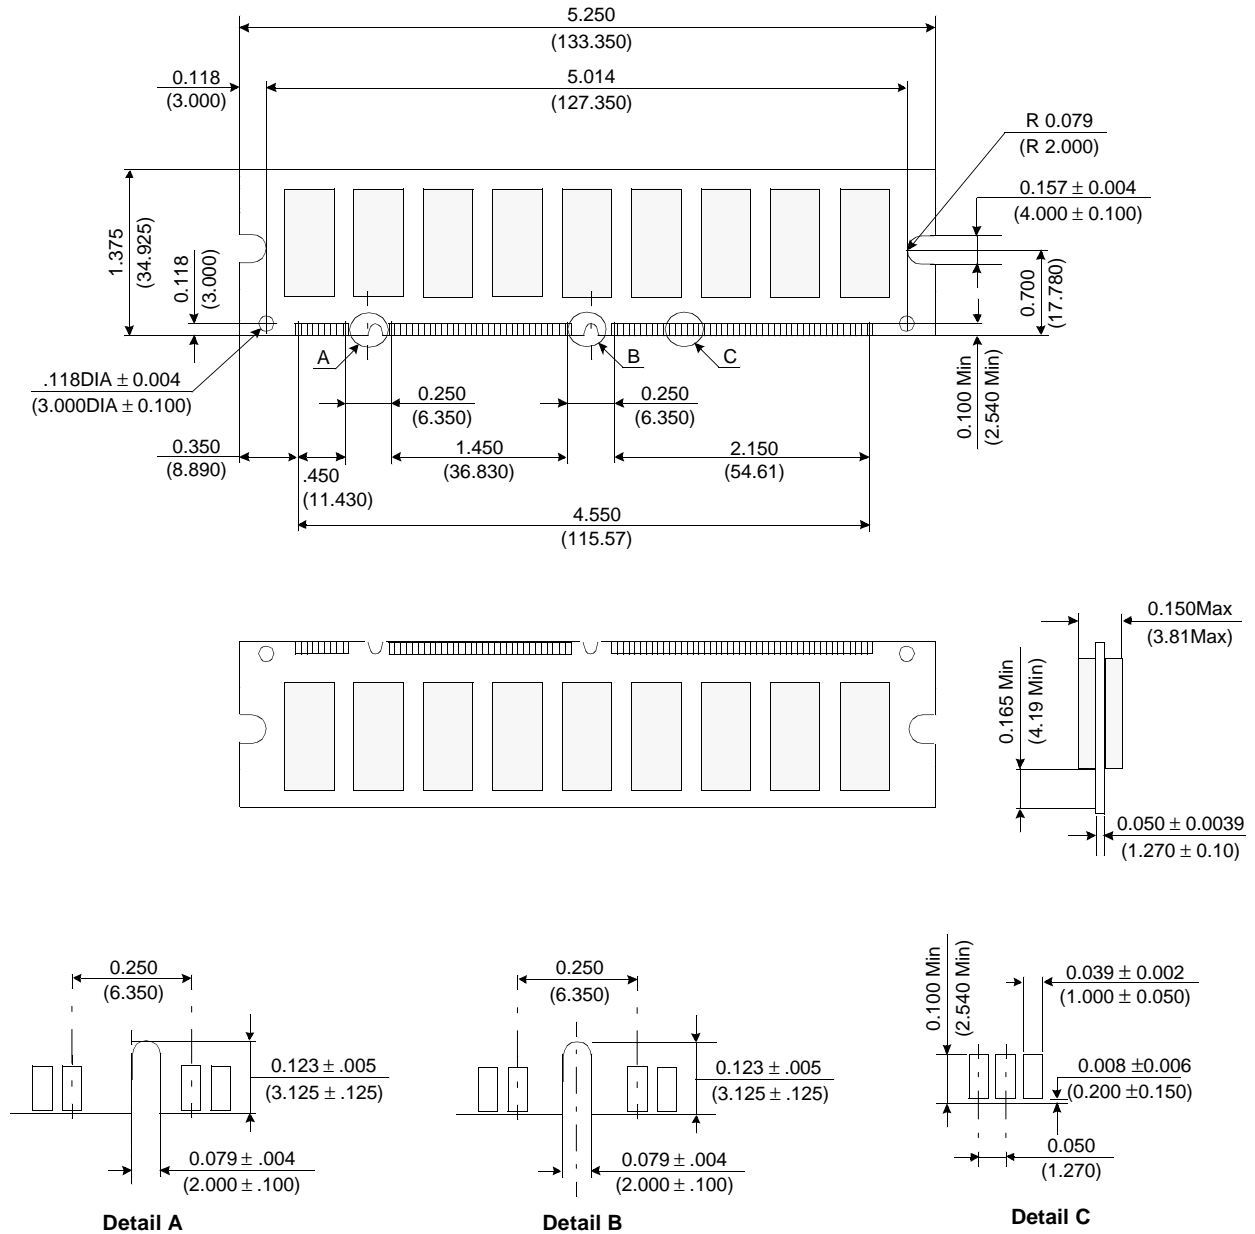 5.250
(133.350)
0.118
(3.000)
5.014
(127.350)
R 0.079
(R 2.000)
0.157 ± 0.004
(4.000 ± 0.100)
1.375
(34.925)
0.118
(3.000)
0.700
(17.780)
A
B
C
.118DIA ± 0.004
(3.000DIA ± 0.100)
0.250
(6.350)
0.250
(6.350)
0.100 Min
(2.540 Min)
0.350
(8.890)
.450
(11.430)
1.450
(36.830)
2.150
(54.61)
4.550
(115.57)
0.150Max
(3.81Max)
0.165 Min
(4.19 Min)
0.050 ± 0.0039
(1.270 ± 0.10)
0.250
(6.350)
0.123 ± .005
(3.125 ± .125)
0.079 ± .004
(2.000 ± .100)
Detail A
0.250
(6.350)
0.123 ± .005
(3.125 ± .125)
0.079 ± .004
(2.000 ± .100)
Detail B
0.100 Min
(2.540 Min)
0.039 ± 0.002
(1.000 ± 0.050)
0.008 ±0.006
(0.200 ±0.150)
0.050
(1.270)
Detail C